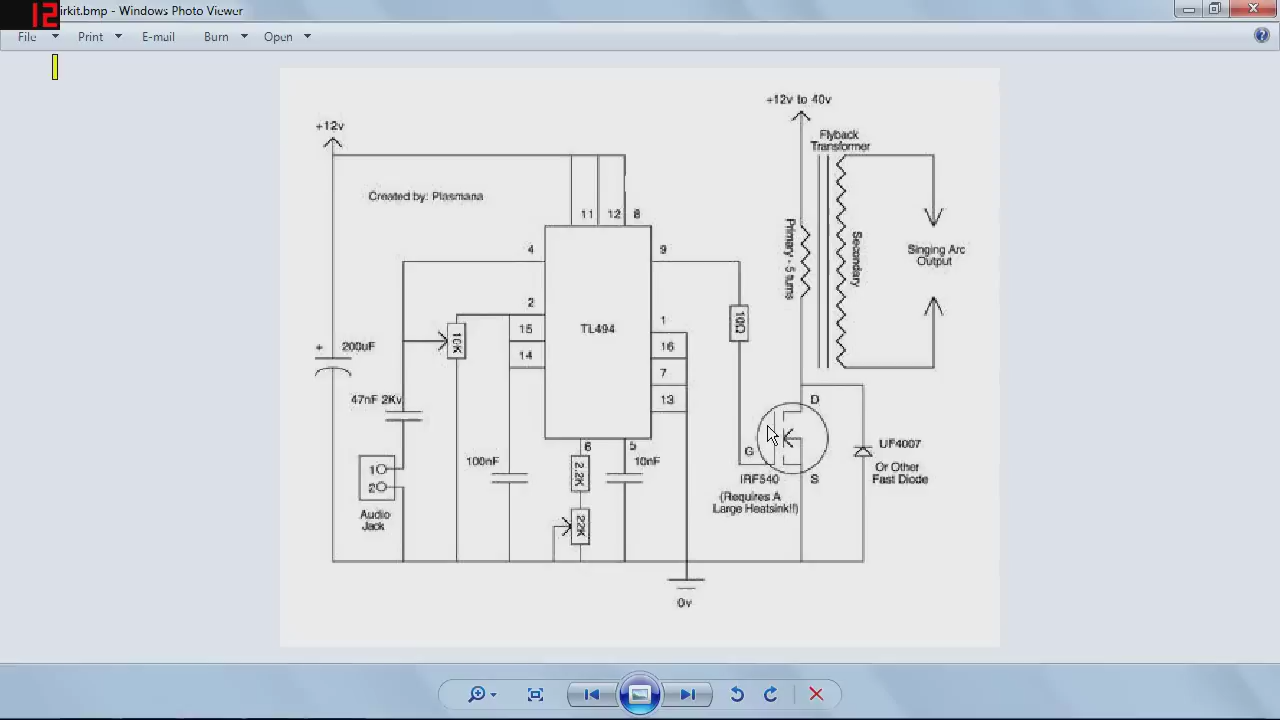 12
irkit.bmp - Windows Photo Viewer
File Print E-mail Burn Open
+12v
Created by: Plasmana
+12v to 40v
Flyback
Transformer
11 12 8
4
9
2
15
14
TL494
1
16
7
13
10K
10Ω
Primary - 5 turns
Secondary
Singing Arc
Output
+ 200uF
47nF 2Kv
1
2
Audio
Jack
100nF
6
5
2.2K
22K
10nF
D
G
S
IRF540
(Requires A
Large Heatsink!!)
UF4007
Or Other
Fast Diode
0v